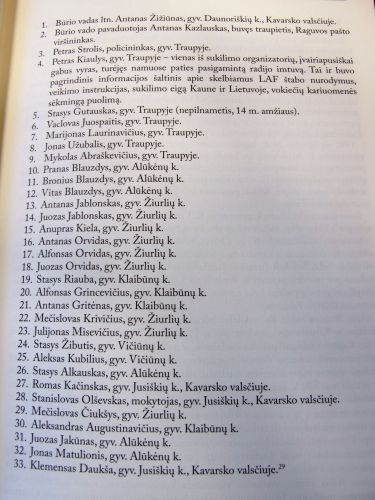 1. Būrio vadas ltn. Antanas Žižiūnas, gyv. Daunoriškių k., Kavarsko valsčiuje.
2. Būrio vado pavaduotojas Antanas Kazlauskas, buvęs traupietis, Raguvos pašto
viršininkas.
3. Petras Strolis, policininkas, gyv. Traupyje.
4. Petras Kiaulys, gyv. Traupyje – vienas iš sukilimo organizatorių, įvairiapusiškai
gabus vyras, turėjęs namuose paties pasigamintą radijo imtuvą. Tai ir buvo
pagrindinis informacijos šaltinis apie skelbiamus LAF štabo nurodymus,
veikimo instrukcijas, sukilimo eigą Kaune ir Lietuvoje, vokiečių kariuomenės
sėkmingą puolimą.
5. Stasys Gutauskas, gyv. Traupyje (nepilnametis, 14 m. amžiaus).
6. Vaclovas Juospaitis, gyv. Traupyje.
7. Marijonas Laurinavičius, gyv. Traupyje.
8. Jonas Užubalis, gyv. Traupyje.
9. Mykolas Abraškevičius, gyv. Traupyje.
10. Pranas Blauzdys, gyv. Alūkėnų k.
11. Bronius Blauzdys, gyv. Alūkėnų k.
12. Vitas Blauzdys, gyv. Alūkėnų k.
13. Antanas Jablonskas, gyv. Žiurlių k.
14. Juozas Jablonskas, gyv. Žiurlių k.
15. Anupras Kiela, gyv. Žiurlių k.
16. Antanas Orvidas, gyv. Žiurlių k.
17. Alfonsas Orvidas, gyv. Žiurlių k.
18. Juozas Orvidas, gyv. Žiurlių k.
19. Stasys Riauba, gyv. Klaibūnų k.
20. Alfonsas Grincevičius, gyv. Klaibūnų k.
21. Antanas Gritėnas, gyv. Klaibūnų k.
22. Mečislovas Krivičius, gyv. Žiurlių k.
23. Julijonas Misevičius, gyv. Žiurlių k.
24. Stasys Žibutis, gyv. Vičiūnų k.
25. Aleksas Kubilius, gyv. Vičiūnų k.
26. Stasys Alkauskas, gyv. Alūkėnų k.
27. Romas Kačinskas, gyv. Jusiškių k., Kavarsko valsčiuje.
28. Stanislovas Olševskas, mokytojas, gyv. Jusiškių k., Kavarsko valsčiuje.
29. Mečislovas Čiukšys, gyv. Žiurlių k.
30. Aleksandras Augustinavičius, gyv. Klaibūnų k.
31. Juozas Jakūnas, gyv. Alūkėnų k.
32. Jonas Matulionis, gyv. Alūkėnų k.
33. Klemensas Daukša, gyv. Jusiškių k., Kavarsko valsčiuje.²⁹